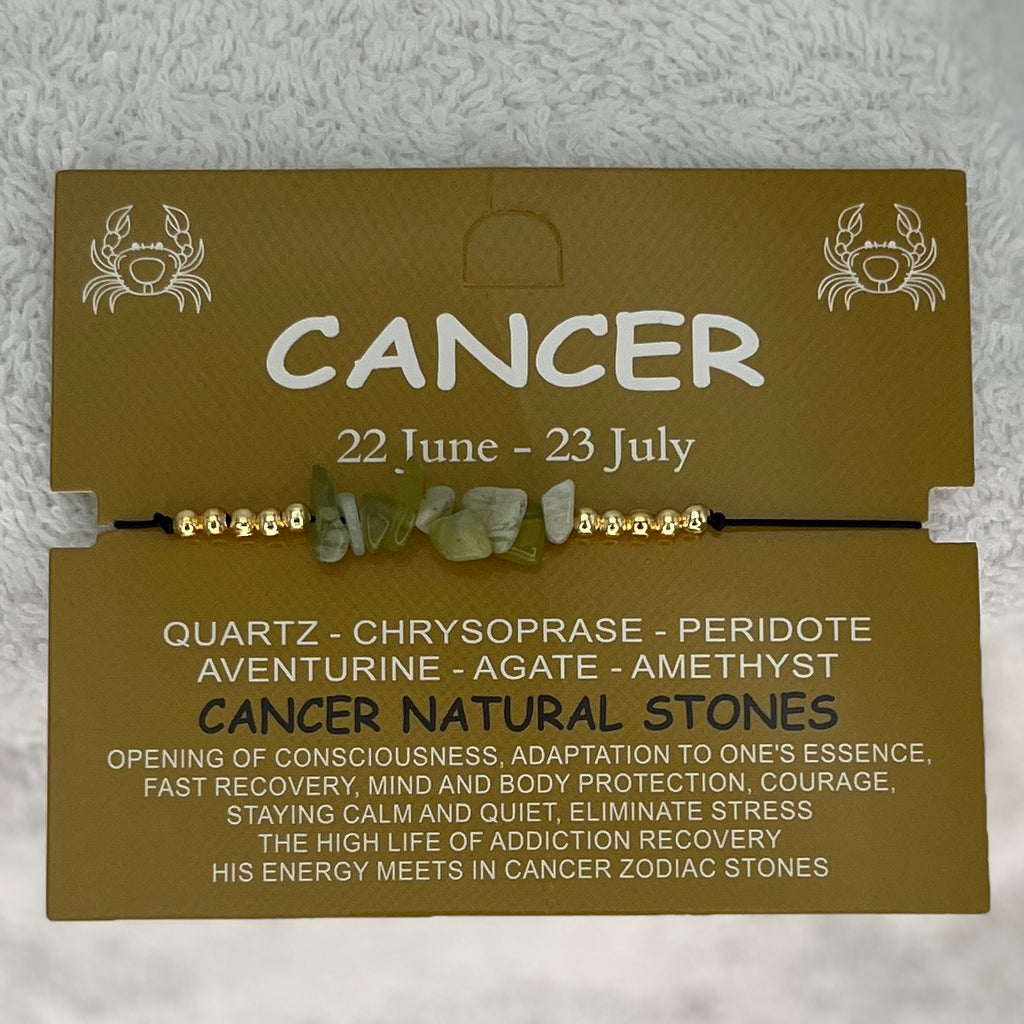 CANCER
22 June - 23 July
QUARTZ - CHRYSOPRASE - PERIDOTE
AVENTURINE - AGATE - AMETHYST
CANCER NATURAL STONES
OPENING OF CONSCIOUSNESS, ADAPTATION TO ONE'S ESSENCE,
FAST RECOVERY, MIND AND BODY PROTECTION, COURAGE,
STAYING CALM AND QUIET, ELIMINATE STRESS
THE HIGH LIFE OF ADDICTION RECOVERY
HIS ENERGY MEETS IN CANCER ZODIAC STONES